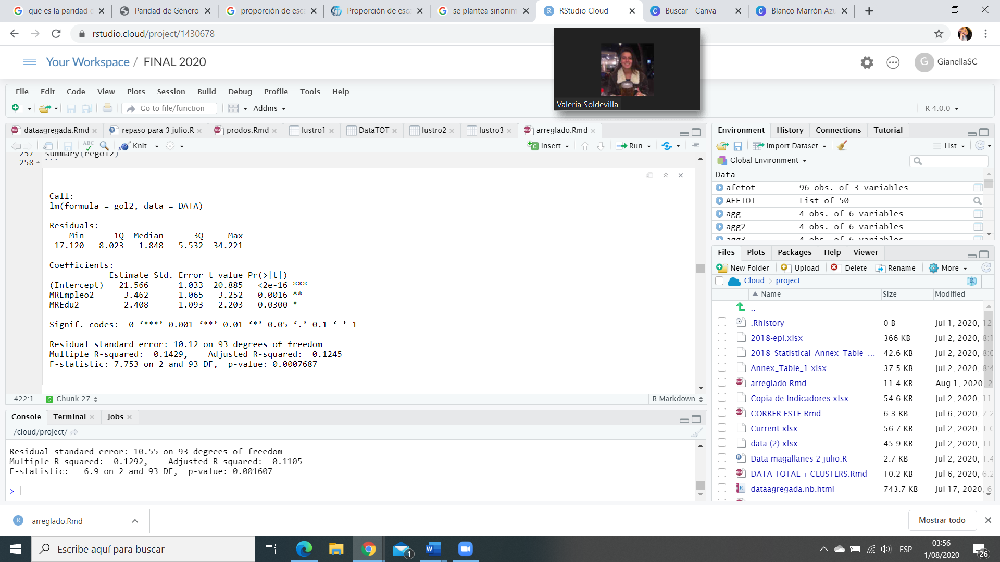 qué es la paridad
Paridad de Género
proporción de esc
Proporción de esc
se plantea sinonim
RStudio Cloud
Buscar - Canva
Blanco Marrón Az
rstudio.cloud/project/1430678
Your Workspace / FINAL 2020
G GianellaSC
Valeria Soldevilla
File Edit Code View Plots Session Build Debug Profile Tools Help
Go to file/function Addins R 4.0.0
dataagregada.Rmd repaso para 3 julio.R prodos.Rmd lustro1 DataTOT lustro2 lustro3 arreglado.Rmd
ABC Knit Insert Run
257 summary(regol2)
258 ```
Call:
lm(formula = gol2, data = DATA)
Residuals:
Min 1Q Median 3Q Max
-17.120 -8.023 -1.848 5.532 34.221
Coefficients:
Estimate Std. Error t value Pr(>|t|)
(Intercept) 21.566 1.033 20.885 <2e-16 ***
MREmpleo2 3.462 1.065 3.252 0.0016 **
MREdu2 2.408 1.093 2.203 0.0300 *
---
Signif. codes: 0 ‘***’ 0.001 ‘**’ 0.01 ‘*’ 0.05 ‘.’ 0.1 ‘ ’ 1
Residual standard error: 10.12 on 93 degrees of freedom
Multiple R-squared: 0.1429, Adjusted R-squared: 0.1245
F-statistic: 7.753 on 2 and 93 DF, p-value: 0.0007687
422:1 Chunk 27 R Markdown
Console Terminal Jobs
/cloud/project/
Residual standard error: 10.55 on 93 degrees of freedom
Multiple R-squared: 0.1292, Adjusted R-squared: 0.1105
F-statistic: 6.9 on 2 and 93 DF, p-value: 0.001607
>
Environment History Connections Tutorial
Import Dataset List
Global Environment
Data
afetot 96 obs. of 3 variables
AFETOT List of 50
agg 4 obs. of 6 variables
agg2 4 obs. of 6 variables
agg3 4 obs. of 6 variables
Files Plots Packages Help Viewer
New Folder Upload Delete Rename More
Cloud project
Name Size Modified
..
.Rhistory 0 B Jul 1, 2020, 12
2018-epi.xlsx 366 KB Jul 2, 2020, 8:1
2018_Statistical_Annex_Table_... 42.6 KB Jul 2, 2020, 8:0
Annex_Table_1.xlsx 37.5 KB Jul 2, 2020, 8:4
arreglado.Rmd 11.4 KB Aug 1, 2020, 2
Copia de Indicadores.xlsx 54.6 KB Jul 2, 2020, 11
CORRER ESTE.Rmd 6.3 KB Jul 6, 2020, 7:2
Current.xlsx 56.7 KB Jul 2, 2020, 1:0
data (2).xlsx 45.9 KB Jul 2, 2020, 11
Data magallanes 2 julio.R 2.7 KB Jul 2, 2020, 1:4
DATA TOTAL + CLUSTERS.Rmd 10.2 KB Jul 6, 2020, 6:2
dataagregada.nb.html 743.7 KB Jul 17, 2020, 6
arreglado.Rmd
Mostrar todo
Escribe aquí para buscar
1
ESP
03:56
1/08/2020
26